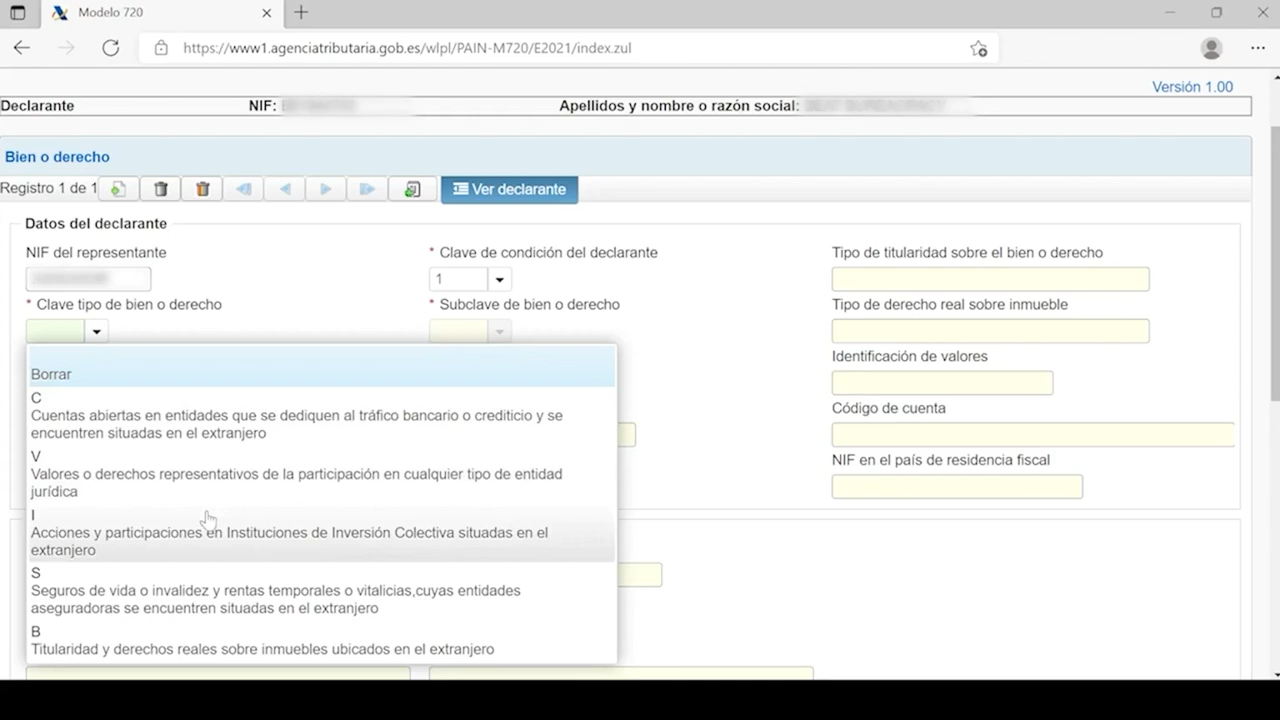 Modelo 720
https://www1.agenciatributaria.gob.es/wlpl/PAIN-M720/E2021/index.zul
Versión 1.00
Declarante NIF: Apellidos y nombre o razón social:
Bien o derecho
Registro 1 de 1 Ver declarante
Datos del declarante
NIF del representante * Clave de condición del declarante Tipo de titularidad sobre el bien o derecho
1
* Clave tipo de bien o derecho * Subclave de bien o derecho Tipo de derecho real sobre inmueble
Identificación de valores
Código de cuenta
NIF en el país de residencia fiscal
Borrar
C
Cuentas abiertas en entidades que se dediquen al tráfico bancario o crediticio y se
encuentren situadas en el extranjero
V
Valores o derechos representativos de la participación en cualquier tipo de entidad
jurídica
I
Acciones y participaciones en Instituciones de Inversión Colectiva situadas en el
extranjero
S
Seguros de vida o invalidez y rentas temporales o vitalicias,cuyas entidades
aseguradoras se encuentren situadas en el extranjero
B
Titularidad y derechos reales sobre inmuebles ubicados en el extranjero